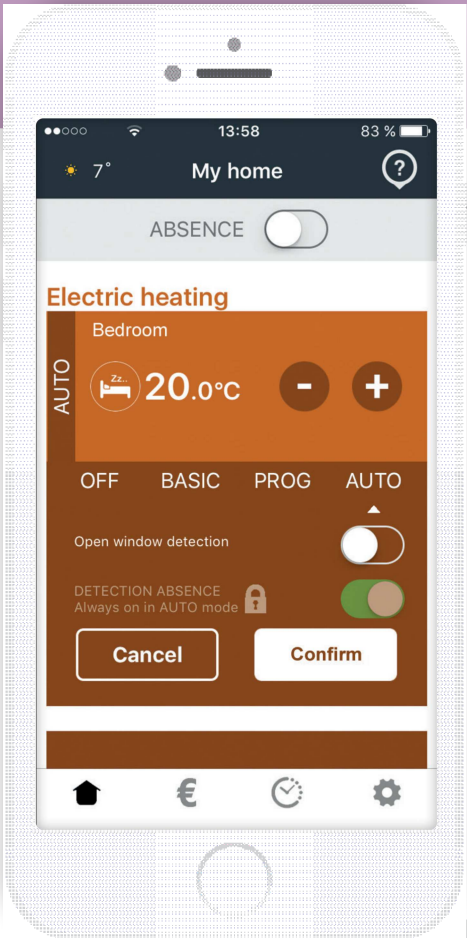 13:58
83 %
7°
My home
?
ABSENCE
Electric heating
Bedroom
AUTO
Zz..
20.0°C
-
+
OFF BASIC PROG AUTO
Open window detection
DETECTION ABSENCE
Always on in AUTO mode
Cancel
Confirm
€